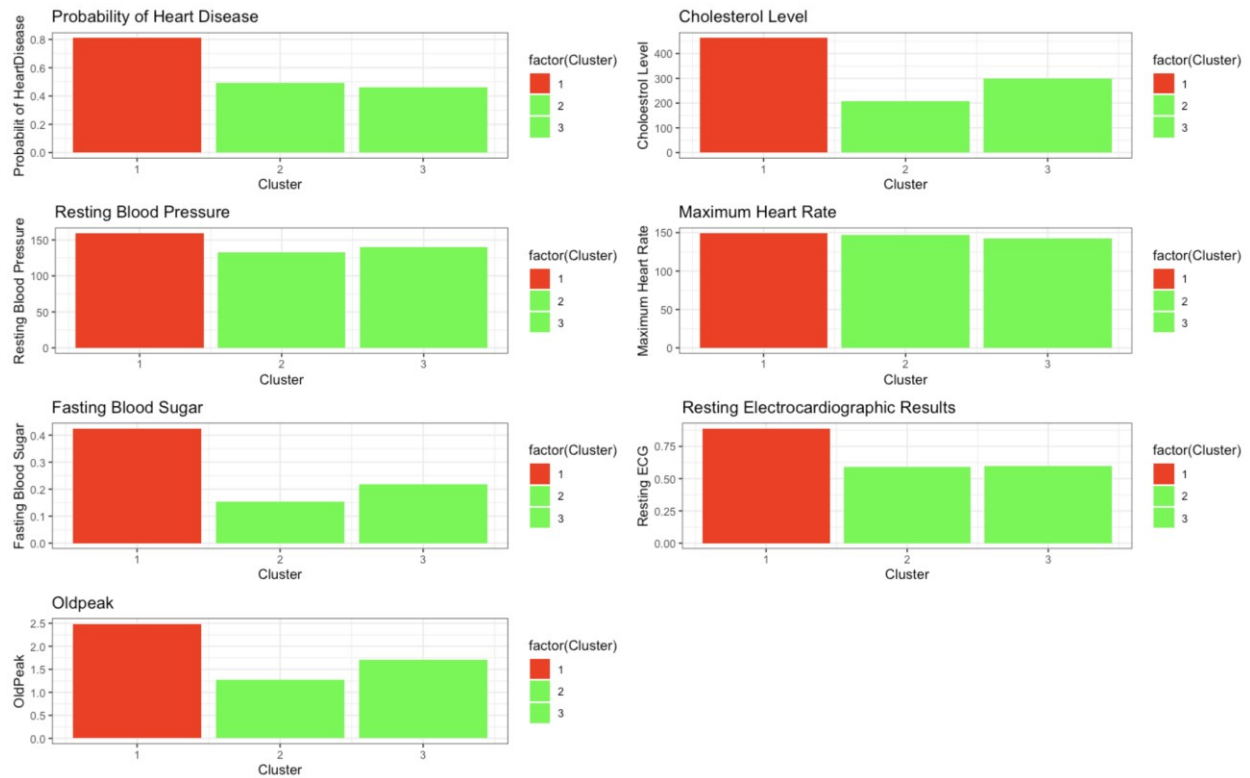 Probability of Heart Disease
Probabilit of HeartDisease
0.8
0.6
0.4
0.2
0.0
1 2 3
Cluster
factor(Cluster)
1
2
3
Cholesterol Level
Choloestrol Level
400
300
200
100
0
1 2 3
Cluster
factor(Cluster)
1
2
3
Resting Blood Pressure
Resting Blood Pressure
150
100
50
0
1 2 3
Cluster
factor(Cluster)
1
2
3
Maximum Heart Rate
Maximum Heart Rate
150
100
50
0
1 2 3
Cluster
factor(Cluster)
1
2
3
Fasting Blood Sugar
Fasting Blood Sugar
0.4
0.3
0.2
0.1
0.0
1 2 3
Cluster
factor(Cluster)
1
2
3
Resting Electrocardiographic Results
Resting ECG
0.75
0.50
0.25
0.00
1 2 3
Cluster
factor(Cluster)
1
2
3
Oldpeak
OldPeak
2.5
2.0
1.5
1.0
0.5
0.0
1 2 3
Cluster
factor(Cluster)
1
2
3